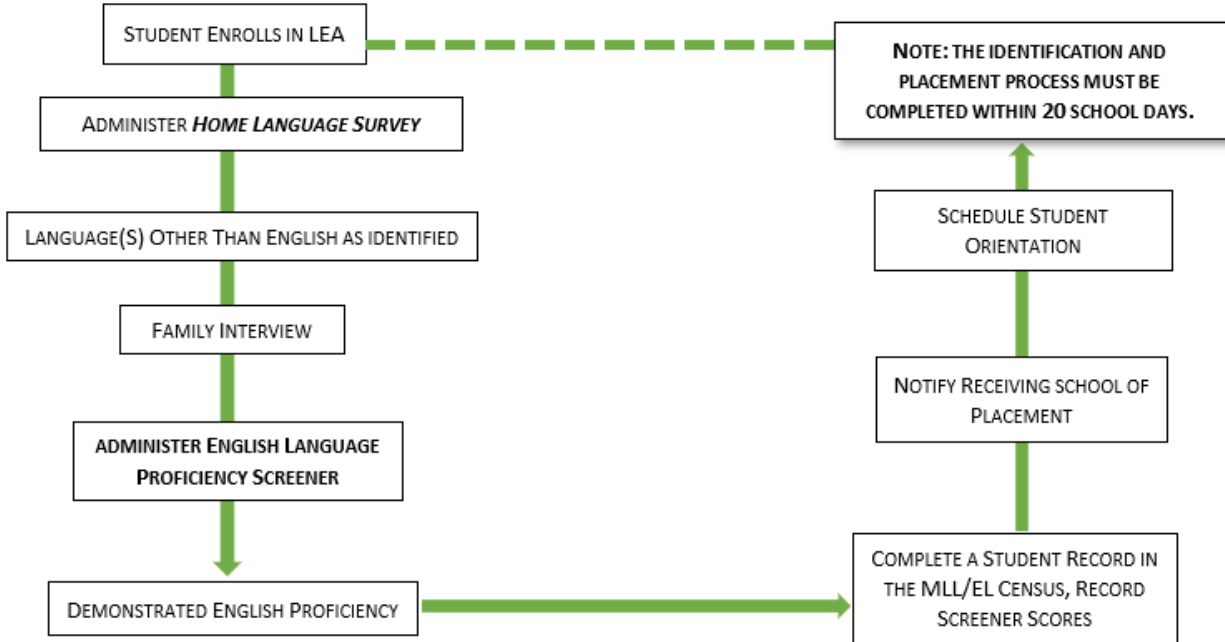 STUDENT ENROLLS IN LEA
ADMINISTER HOME LANGUAGE SURVEY
LANGUAGE(S) OTHER THAN ENGLISH AS IDENTIFIED
FAMILY INTERVIEW
ADMINISTER ENGLISH LANGUAGE
PROFICIENCY SCREENER
DEMONSTRATED ENGLISH PROFICIENCY
COMPLETE A STUDENT RECORD IN
THE MLL/EL CENSUS, RECORD
SCREENER SCORES
NOTIFY RECEIVING SCHOOL OF
PLACEMENT
SCHEDULE STUDENT
ORIENTATION
NOTE: THE IDENTIFICATION AND
PLACEMENT PROCESS MUST BE
COMPLETED WITHIN 20 SCHOOL DAYS.